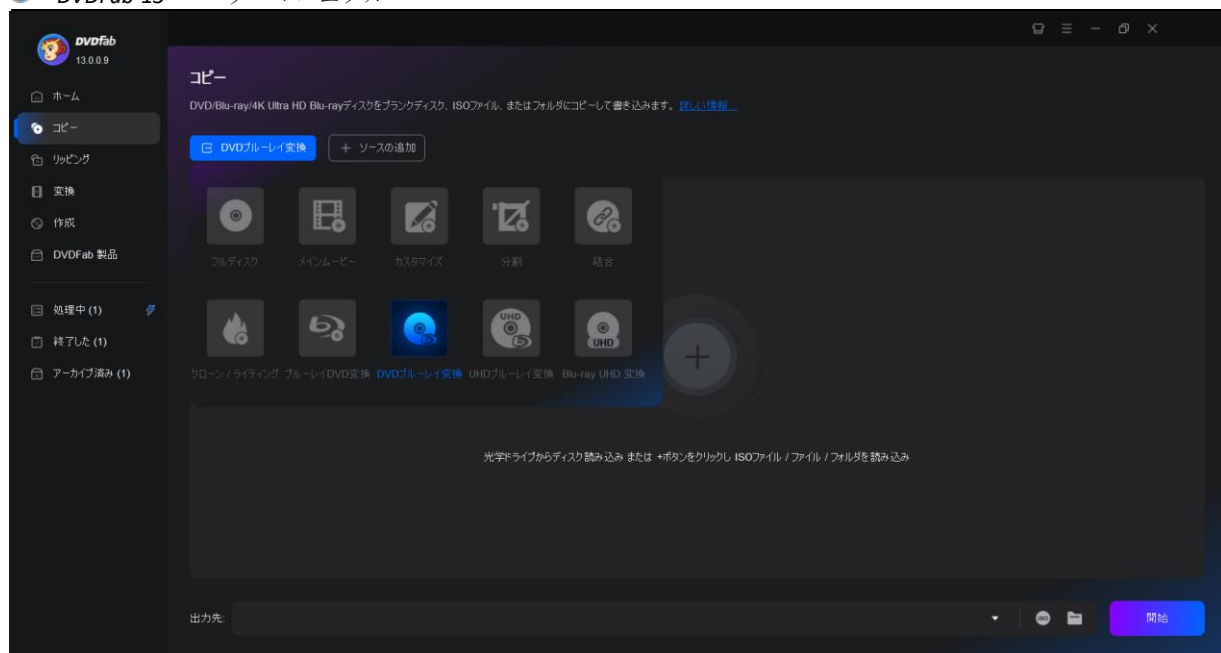 DVDFab 13
DVDFab
13.0.0.9
ホーム
コピー
リッピング
変換
作成
DVDFab 製品
処理中 (1)
終了した (1)
アーカイブ済み (1)
コピー
DVD/Blu-ray/4K Ultra HD Blu-rayディスクをブランクディスク、ISOファイル、またはフォルダにコピーして書き込みます。詳しい情報...
DVDブルーレイ変換
ソースの追加
フルディスク メインムービー カスタマイズ 分割 結合
UHD
UHD
クローン / ライティング ブルーレイDVD変換 DVDブルーレイ変換 UHDブルーレイ変換 Blu-ray UHD 変換
光学ドライブからディスク読み込み または +ボタンをクリックし ISOファイル / ファイル / フォルダを読み込み
出力先:
ISO
開始